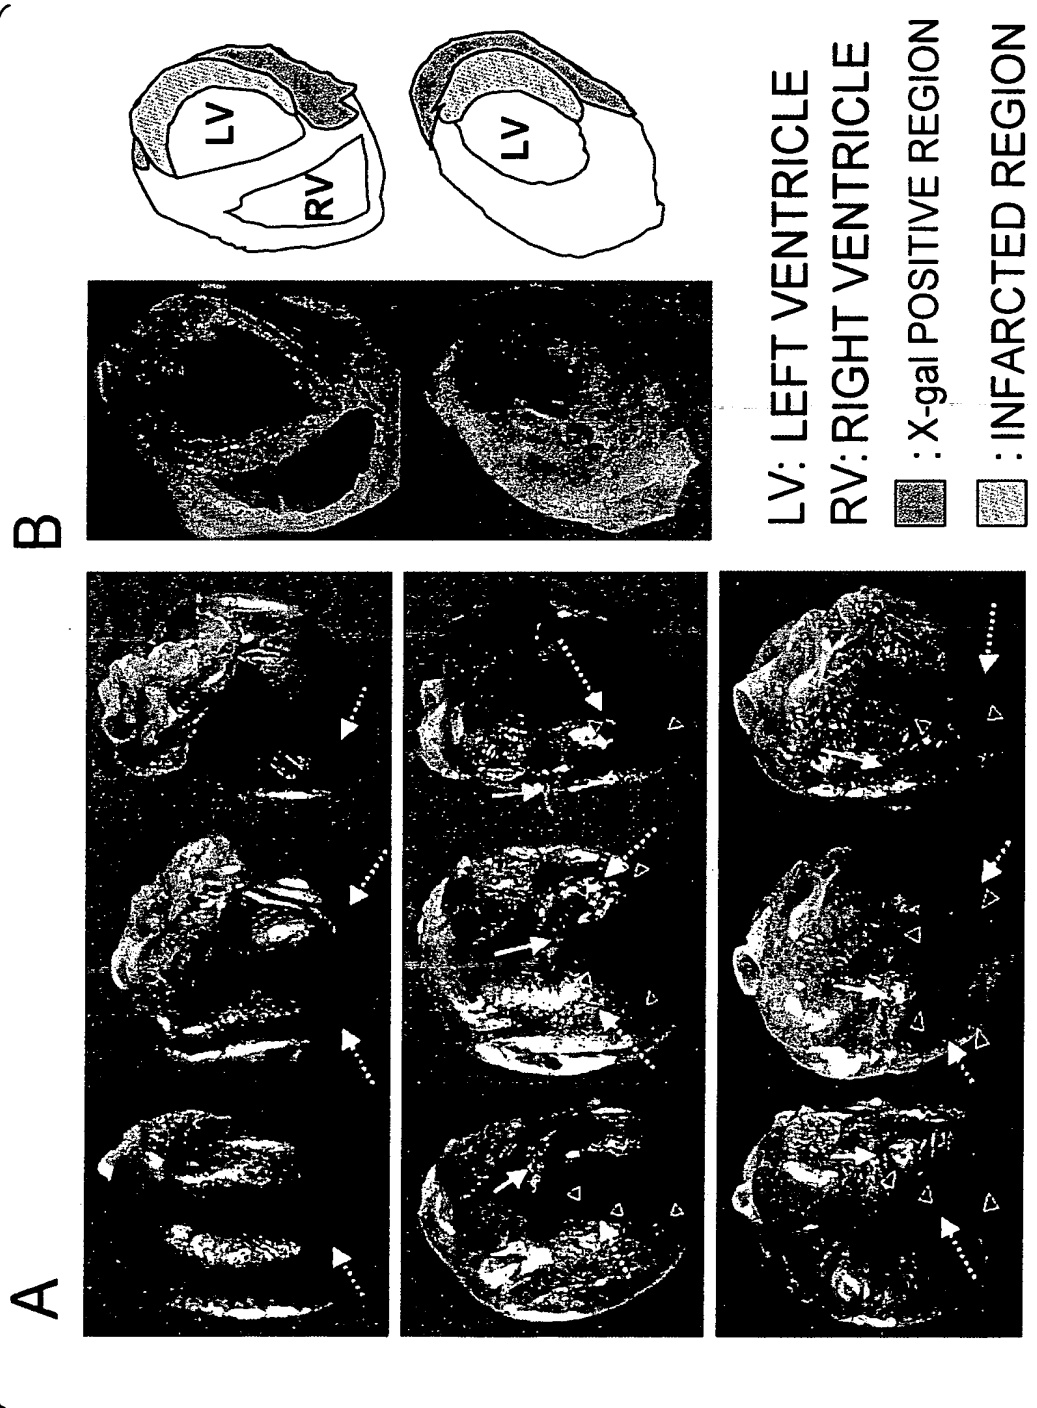 A
B
LV
RV
LV
LV: LEFT VENTRICLE
RV: RIGHT VENTRICLE
: X-gal POSITIVE REGION
: INFARCTED REGION